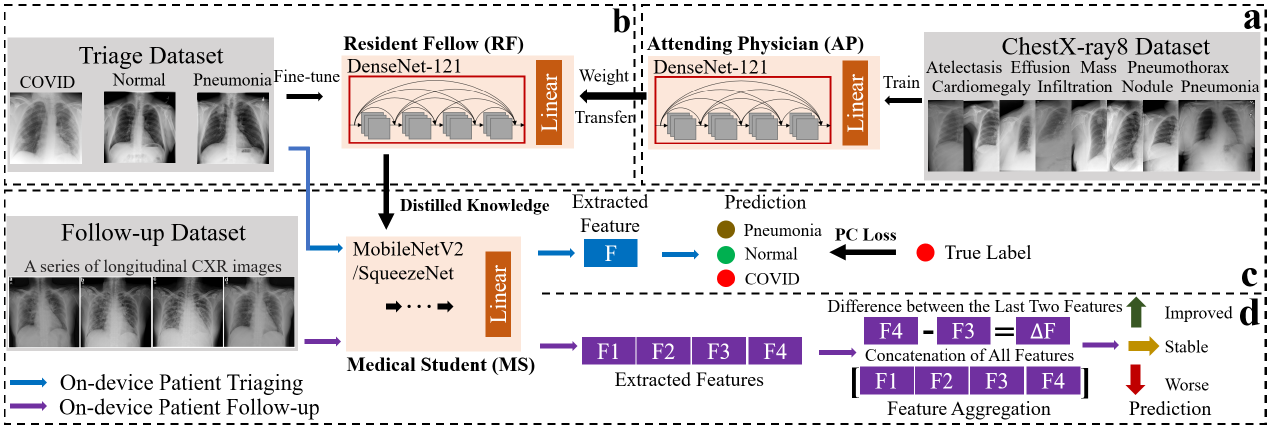 b
a
Triage Dataset
COVID
Normal
Pneumonia
Fine-tune
Resident Fellow (RF)
DenseNet-121
Linear
Weight
Transfer
Attending Physician (AP)
DenseNet-121
Linear
Train
ChestX-ray8 Dataset
Atelectasis Effusion Mass Pneumothorax
Cardiomegaly Infiltration Nodule Pneumonia
Distilled Knowledge
Follow-up Dataset
A series of longitudinal CXR images
MobileNetV2
/SqueezeNet
Linear
Medical Student (MS)
Extracted
Feature
F
Prediction
Pneumonia
Normal
COVID
PC Loss
True Label
c
d
F1 F2 F3 F4
Extracted Features
Difference between the Last Two Features
F4 - F3 = ΔF
Concatenation of All Features
[ F1 F2 F3 F4 ]
Feature Aggregation
Improved
Stable
Worse
Prediction
On-device Patient Triaging
On-device Patient Follow-up